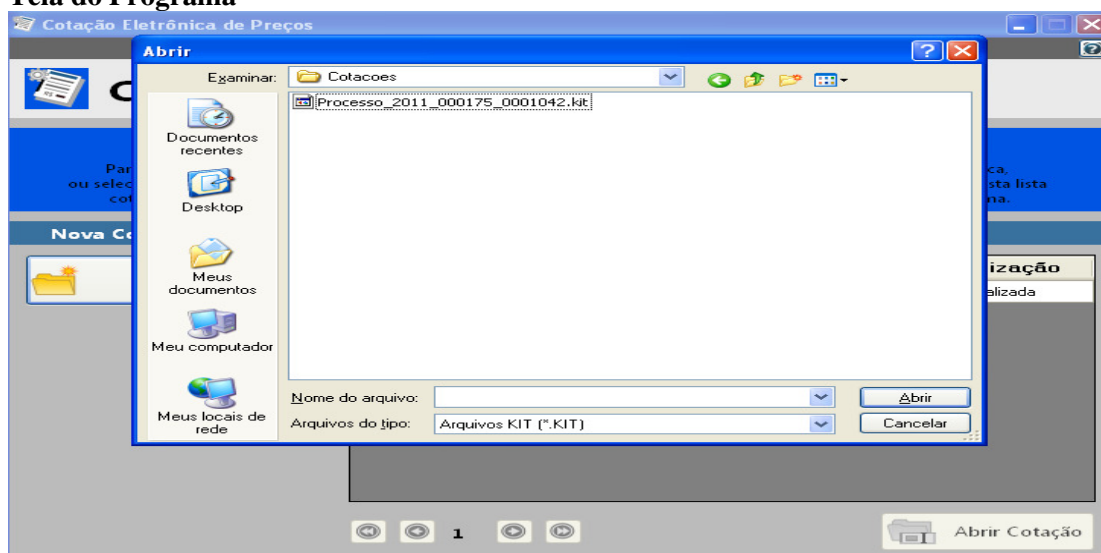 Tela do Programa
Cotação Eletrônica de Preços
Abrir
Examinar: Cotacoes
Processo_2011_000175_0001042.kit
Documentos
recentes
Desktop
Meus
documentos
Meu computador
Meus locais de
rede
Nome do arquivo:
Abrir
Arquivos do tipo: Arquivos KIT (*.KIT)
Cancelar
sta lista
Nova
ização
alizada
1
Abrir Cotação